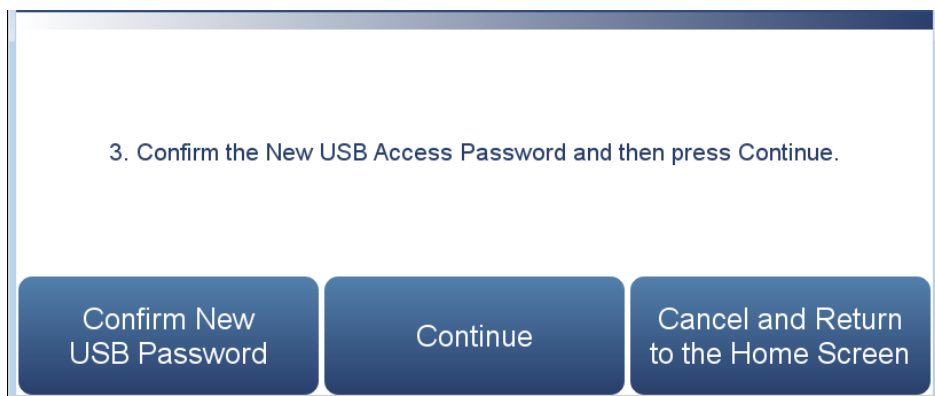 3. Confirm the New USB Access Password and then press Continue.
Confirm New
USB Password
Continue
Cancel and Return
to the Home Screen